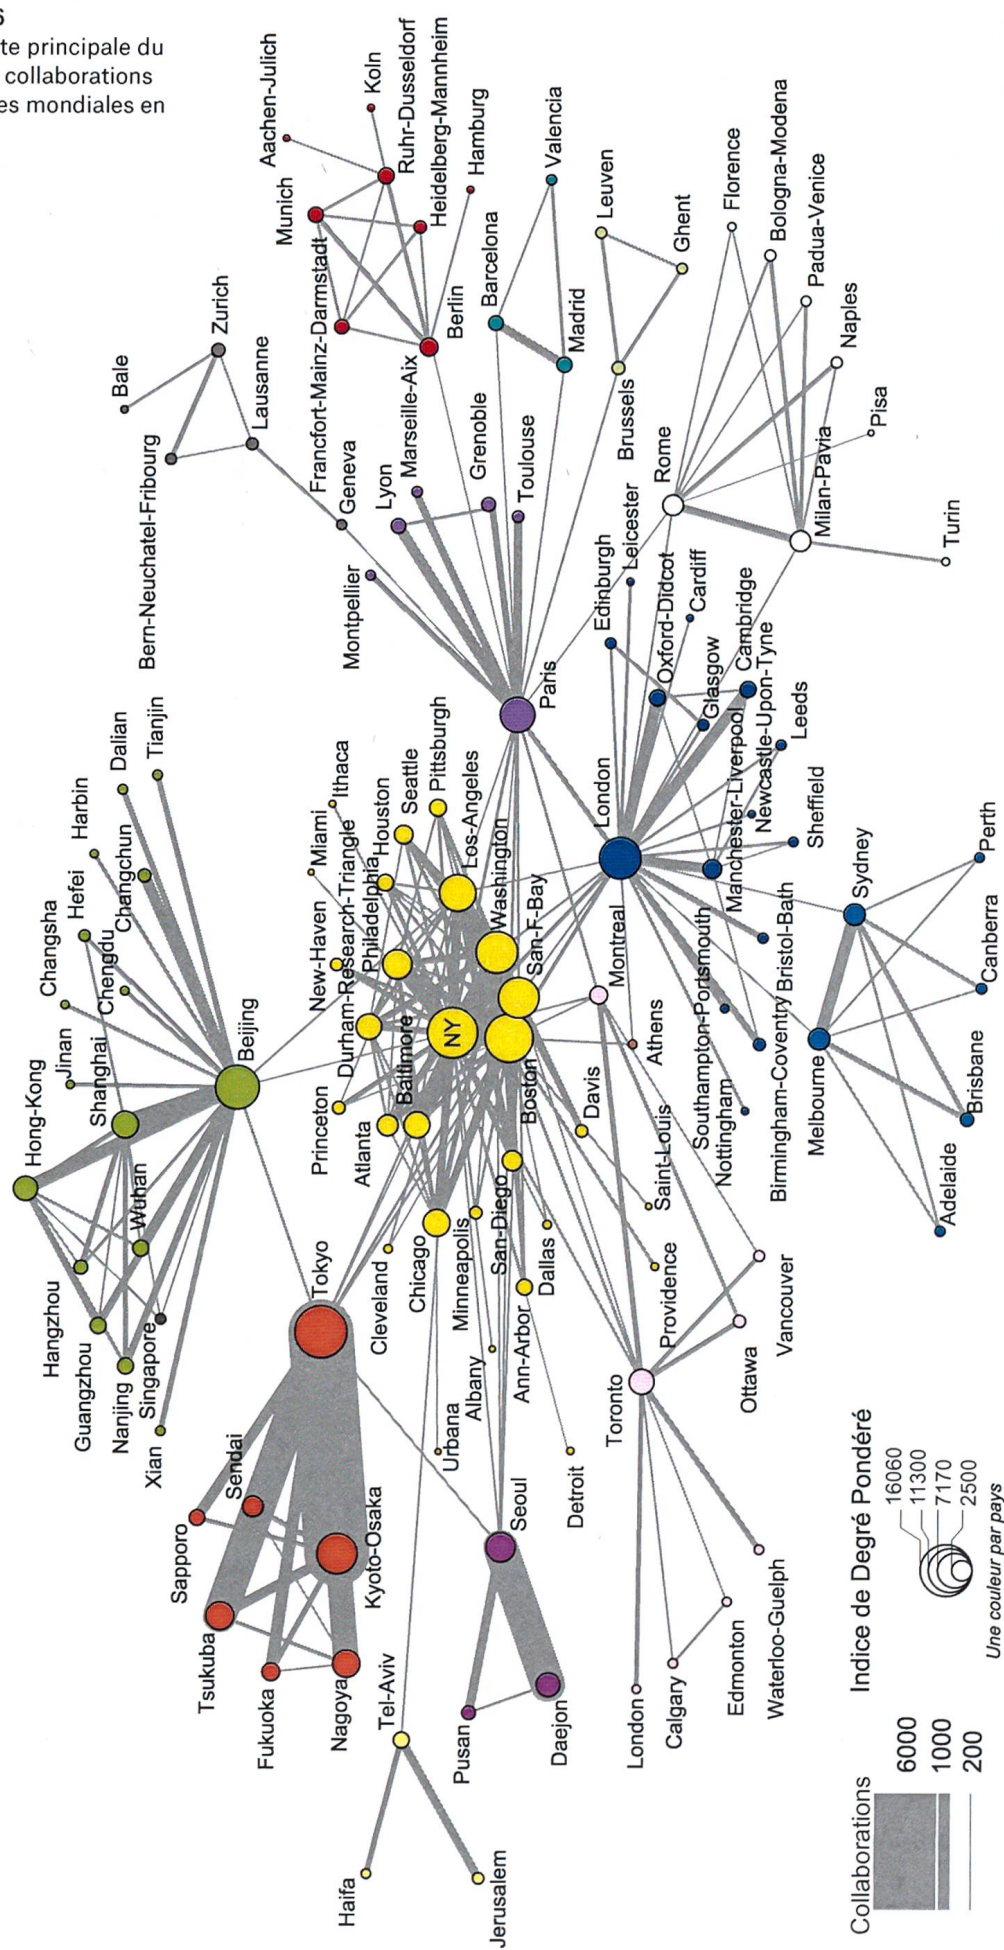 6
te principale du
collaborations
es mondiales en
Aachen-Julich
Koln
Ruhr-Dusseldorf
Heidelberg-Mannheim
Munich
Hamburg
Valencia
Zurich
Francfort-Mainz-Darmstadt
Berlin
Barcelona
Leuven
Florence
Bologna-Modena
Ghent
Padua-Venice
Bale
Lausanne
Marseille-Aix
Madrid
Naples
Bern-Neuchatel-Fribourg
Geneva
Lyon
Grenoble
Toulouse
Brussels
Rome
Pisa
Milan-Pavia
Montpellier
Edinburgh
Leicester
Turin
Paris
Oxford-Didcot
Cardiff
Glasgow
Cambridge
Dalian
Tianjin
Harbin
Ithaca
Pittsburgh
Seattle
Houston
Los-Angeles
London
Manchester-Liverpool
Newcastle-Upon-Tyne
Leeds
Sheffield
Hefei
Changchun
Miami
Philadelphia
Washington
Changsha
Chengdu
New-Haven
Durham-Research-Triangle
San-F-Bay
Montreal
Southampton-Portsmouth
Bristol-Bath
Sydney
Perth
Jinan
Shanghai
Beijing
NY
Baltimore
Boston
Athens
Birmingham-Coventry
Canberra
Hong-Kong
Princeton
Atlanta
Davis
Nottingham
Melbourne
Brisbane
Wuhan
San-Diego
Saint-Louis
Adelaide
Hangzhou
Tokyo
Cleveland
Chicago
Minneapolis
Dallas
Providence
Vancouver
Guangzhou
Nanjing
Singapore
Xian
Albany
Ann-Arbor
Toronto
Ottawa
Sendai
Urbana
Seoul
Detroit
Sapporo
Kyoto-Osaka
Tsukuba
Fukuoka
Nagoya
Tel-Aviv
Pusan
Daejon
London
Calgary
Edmonton
Waterloo-Guelph
Haifa
Jerusalem
Indice de Degré Pondéré
16060
11300
7170
2500
Une couleur par pays
Collaborations
6000
1000
200